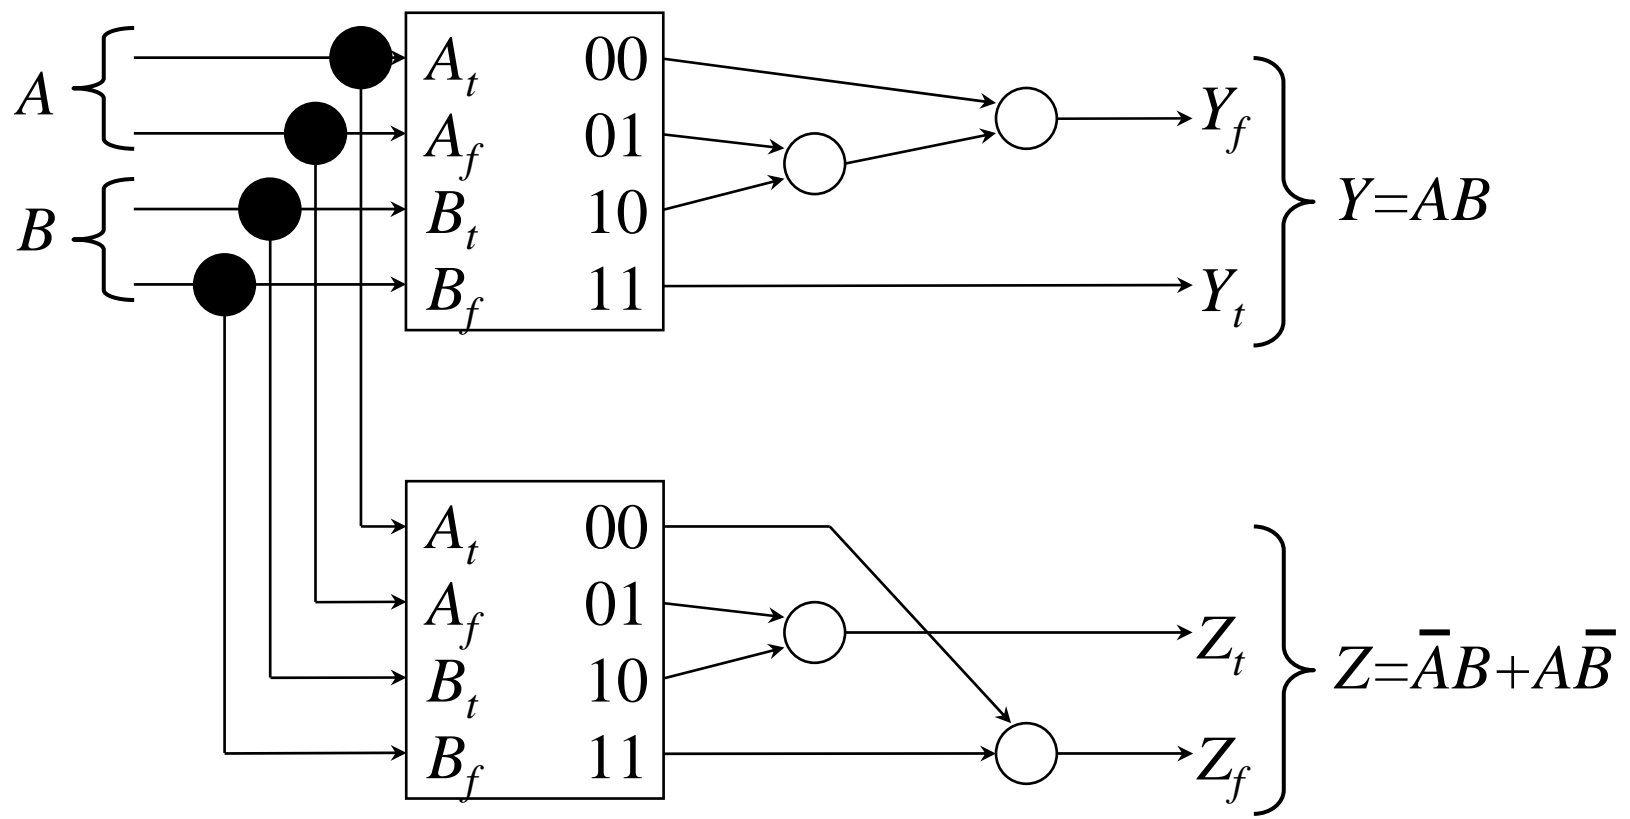 A
B
A_t 00
A_f 01
B_t 10
B_f 11
Y_f
Y_t
Y=AB
A_t 00
A_f 01
B_t 10
B_f 11
Z_t
Z_f
Z=A̅B+AB̅